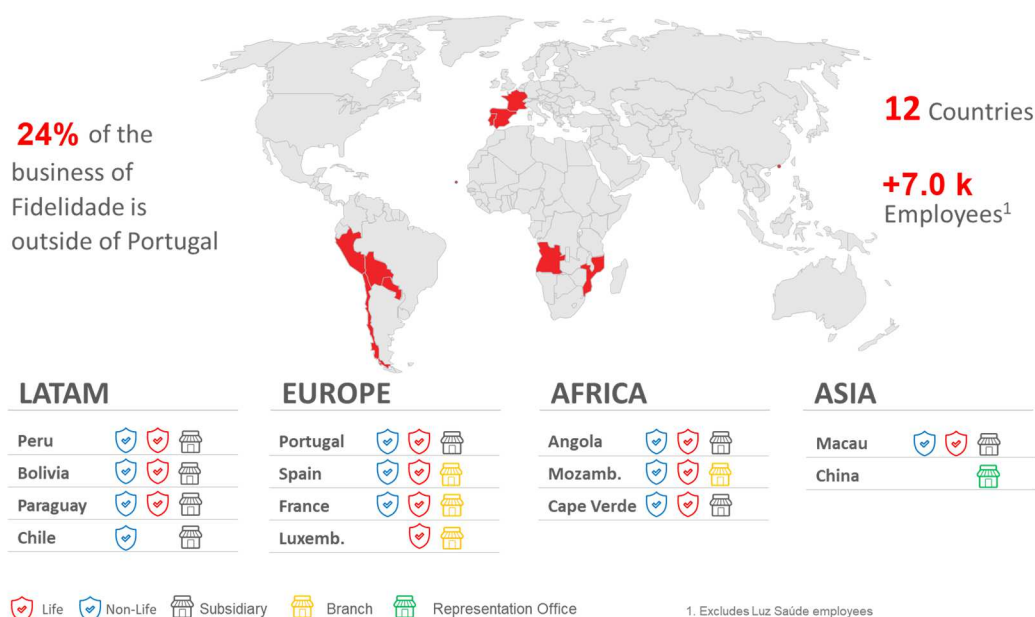 24% of the
business of
Fidelidade is
outside of Portugal
12 Countries
+7.0 k
Employees1
LATAM
Peru
Bolivia
Paraguay
Chile
EUROPE
Portugal
Spain
France
Luxemb.
AFRICA
Angola
Mozamb.
Cape Verde
ASIA
Macau
China
Life
Non-Life
Subsidiary
Branch
Representation Office
1. Excludes Luz Saúde employees